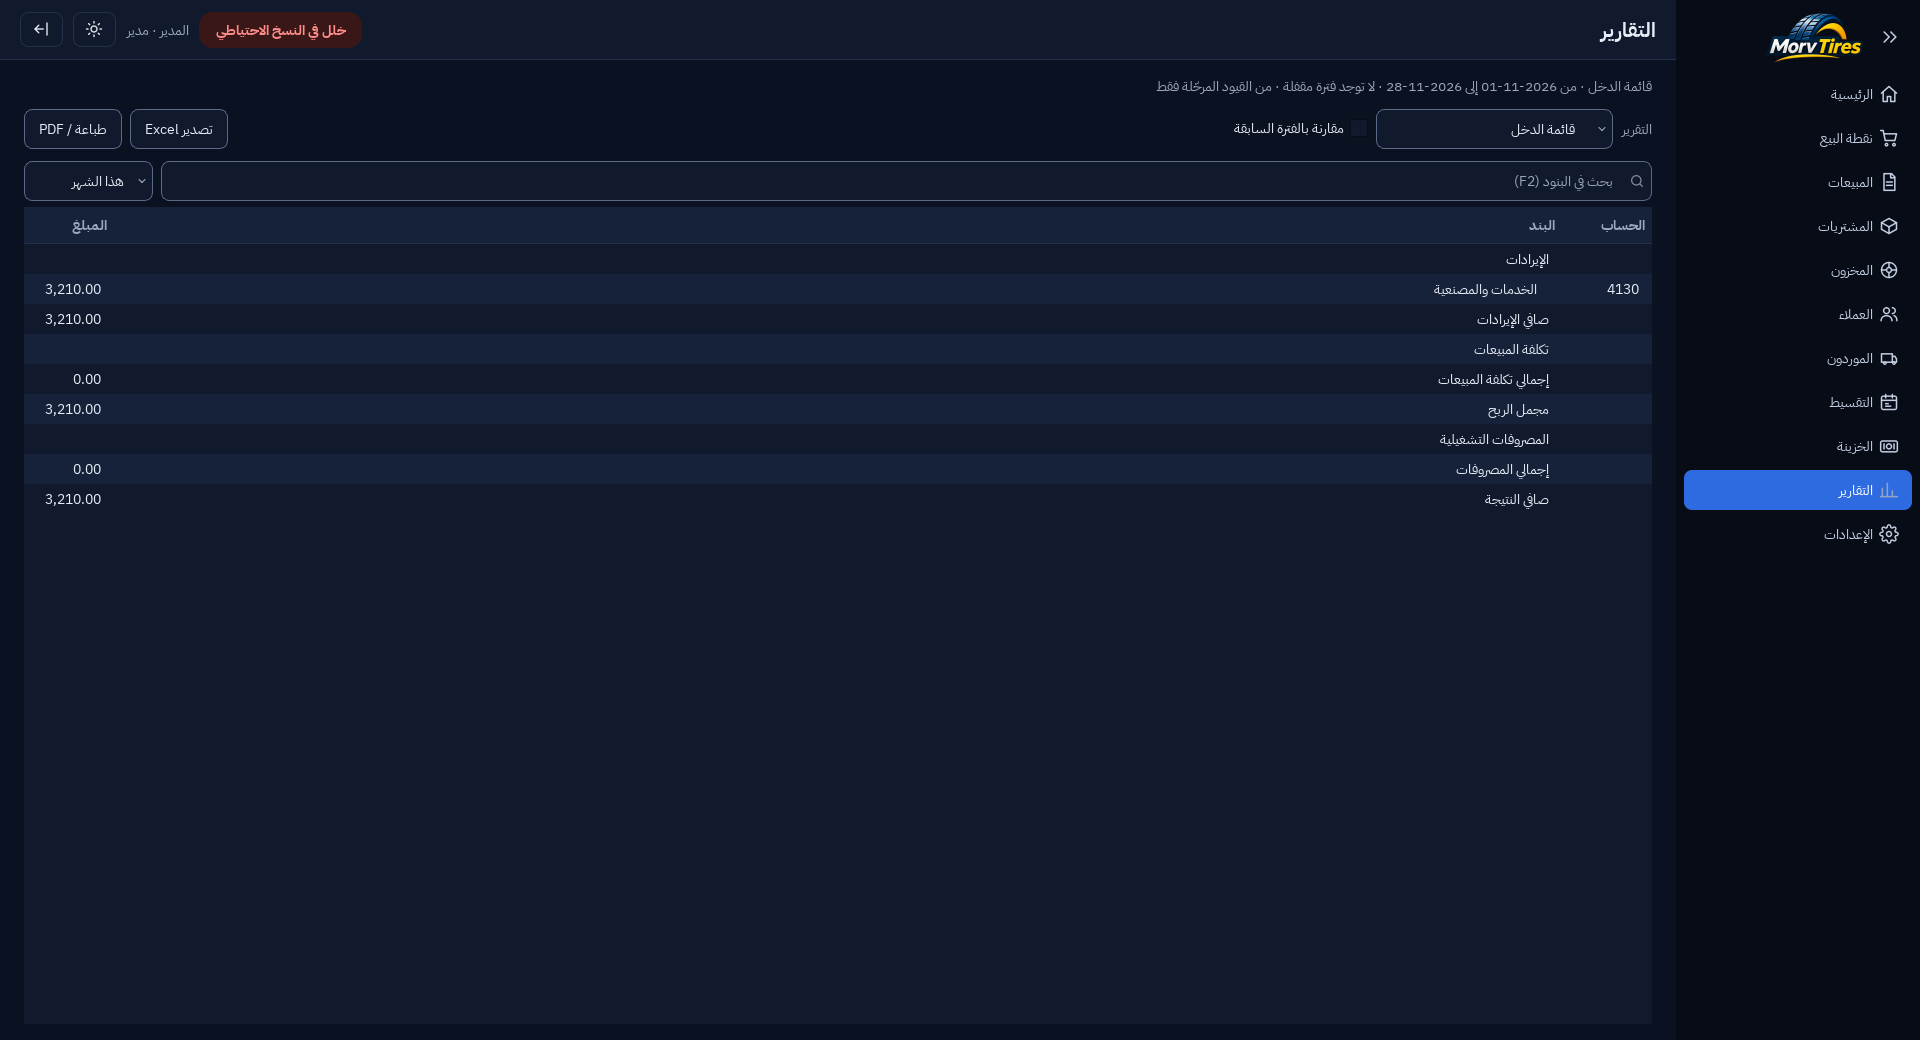 Morv Tires
الرئيسية
نقطة البيع
المبيعات
المشتريات
المخزون
العملاء
الموردون
التقسيط
الخزينة
التقارير
الإعدادات
التقارير
خلل في النسخ الاحتياطي
المدير · مدير
قائمة الدخل · من 2026-11-01 إلى 2026-11-28 · لا توجد فترة مقفلة · من القيود المرحّلة فقط
التقرير قائمة الدخل مقارنة بالفترة السابقة تصدير Excel طباعة / PDF
بحث في البنود (F2) هذا الشهر
الحساب البند المبلغ
الإيرادات
4130 الخدمات والمصنعية 3,210.00
صافي الإيرادات 3,210.00
تكلفة المبيعات
إجمالي تكلفة المبيعات 0.00
مجمل الربح 3,210.00
المصروفات التشغيلية
إجمالي المصروفات 0.00
صافي النتيجة 3,210.00